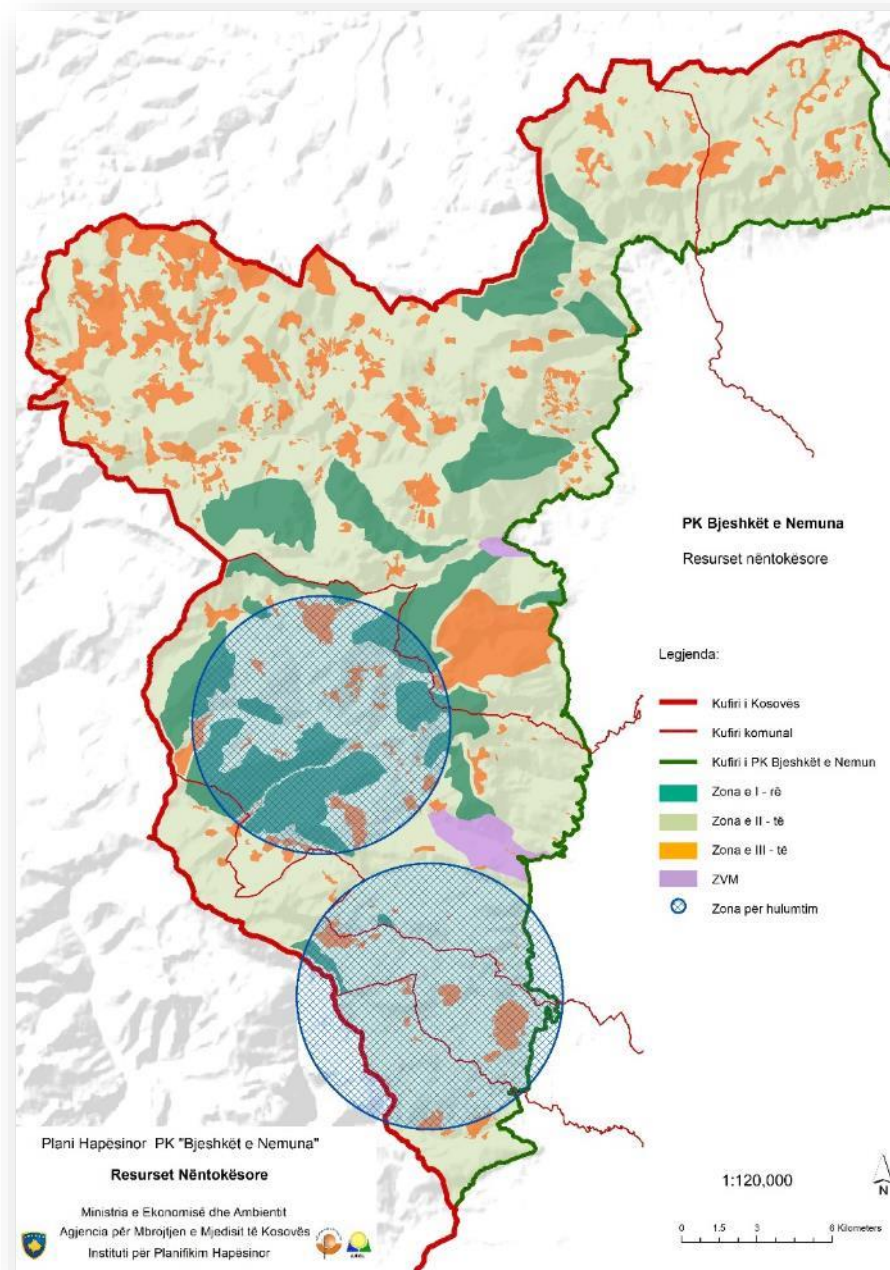 PK Bjeshkët e Nemuna
Resurset nëntokësore
Legjenda:
Kufiri i Kosovës
Kufiri komunal
Kufiri i PK Bjeshkët e Nemun
Zona e I - rë
Zona e II - të
Zona e III - të
ZVM
Zona për hulumtim
Plani Hapësinor PK "Bjeshkët e Nemuna"
Resurset Nëntokësore
Ministria e Ekonomisë dhe Ambientit
Agjencia për Mbrojtjen e Mjedisit të Kosovës
Instituti për Planifikim Hapësinor
1:120,000
N
0 1.5 3 6 Kilometers